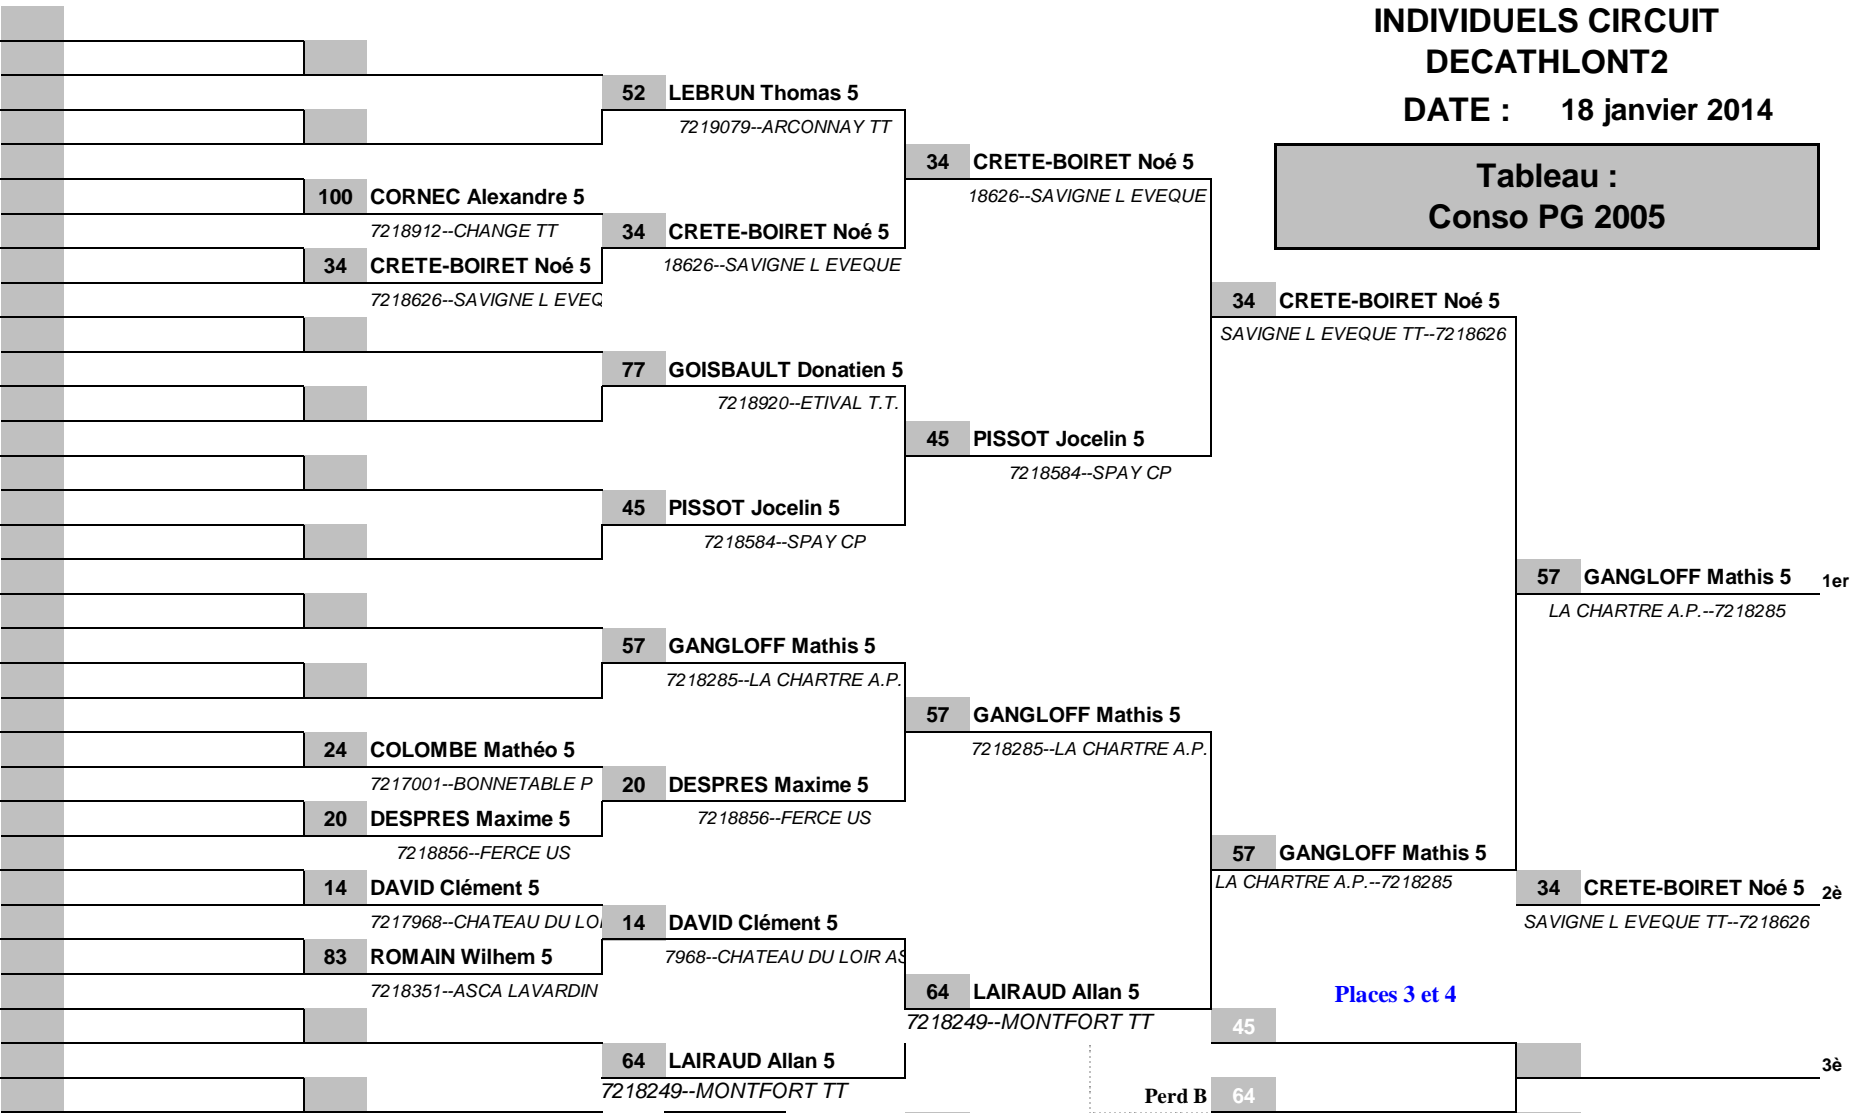 INDIVIDUELS CIRCUIT
DECATHLONT2
DATE : 18 janvier 2014
Tableau :
Conso PG 2005
52 LEBRUN Thomas 5
7219079--ARCONNAY TT
34 CRETE-BOIRET Noé 5
18626--SAVIGNE L EVEQUE
100 CORNEC Alexandre 5
7218912--CHANGE TT
34 CRETE-BOIRET Noé 5
18626--SAVIGNE L EVEQUE
34 CRETE-BOIRET Noé 5
7218626--SAVIGNE L EVEQ
34 CRETE-BOIRET Noé 5
SAVIGNE L EVEQUE TT--7218626
77 GOISBAULT Donatien 5
7218920--ETIVAL T.T.
45 PISSOT Jocelin 5
7218584--SPAY CP
45 PISSOT Jocelin 5
7218584--SPAY CP
57 GANGLOFF Mathis 5 1er
LA CHARTRE A.P.--7218285
57 GANGLOFF Mathis 5
7218285--LA CHARTRE A.P.
57 GANGLOFF Mathis 5
7218285--LA CHARTRE A.P.
24 COLOMBE Mathéo 5
7217001--BONNETABLE P
20 DESPRES Maxime 5
7218856--FERCE US
20 DESPRES Maxime 5
7218856--FERCE US
57 GANGLOFF Mathis 5
LA CHARTRE A.P.--7218285
34 CRETE-BOIRET Noé 5 2è
SAVIGNE L EVEQUE TT--7218626
14 DAVID Clément 5
7217968--CHATEAU DU LOI
14 DAVID Clément 5
7968--CHATEAU DU LOIR AS
83 ROMAIN Wilhem 5
7218351--ASCA LAVARDIN
64 LAIRAUD Allan 5
7218249--MONTFORT TT
Places 3 et 4
45
64 LAIRAUD Allan 5
7218249--MONTFORT TT
3è
Perd B 64